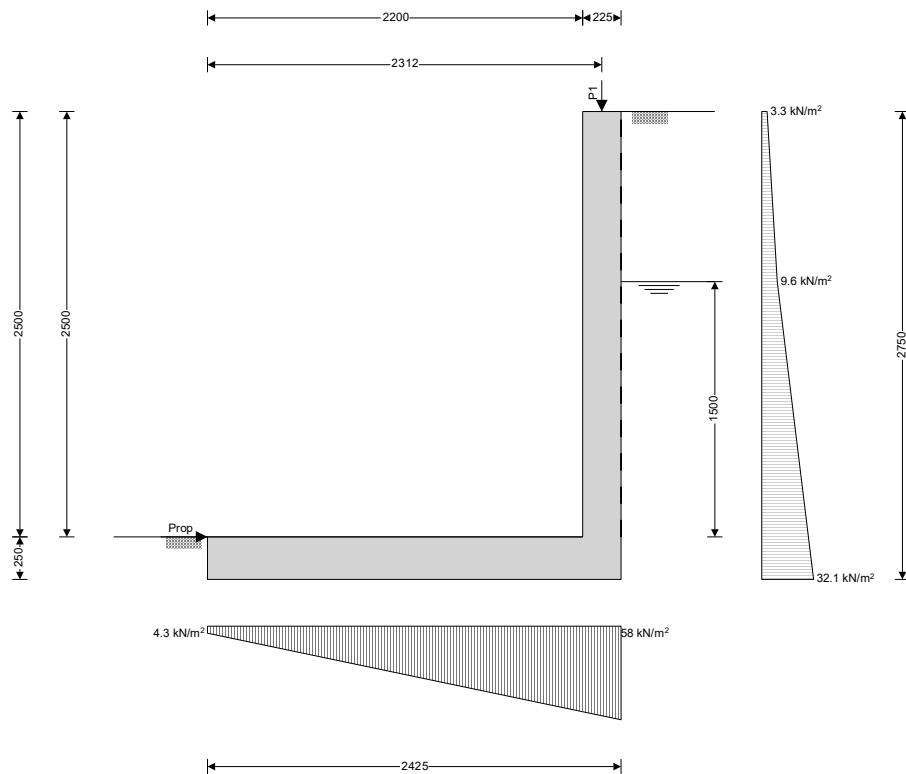 2200
225
2312
P1
3.3 kN/m²
9.6 kN/m²
2500
2500
1500
2750
Prop
250
32.1 kN/m²
4.3 kN/m²
58 kN/m²
2425